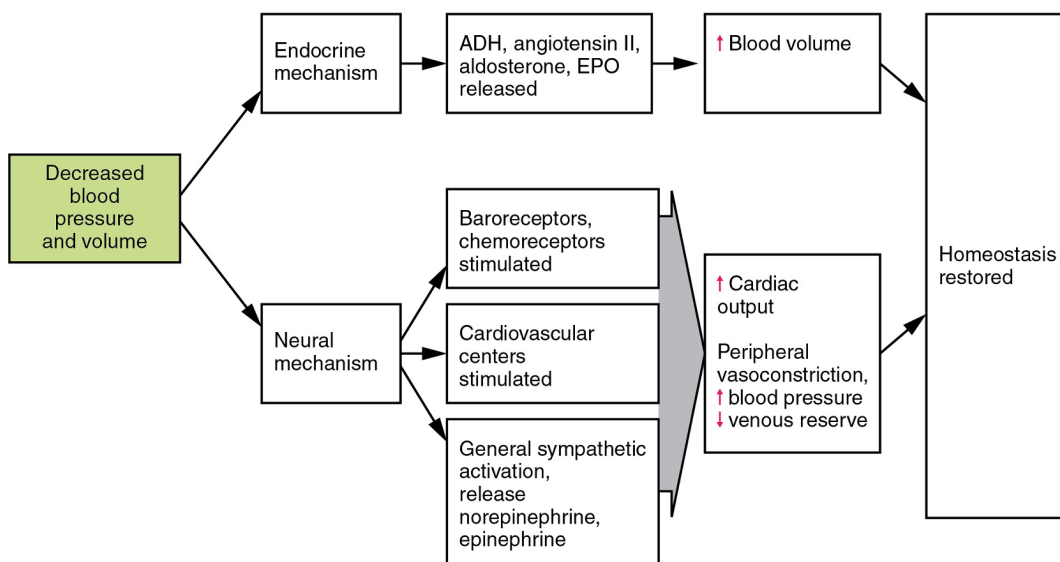 Decreased
blood
pressure
and volume
Endocrine
mechanism
ADH, angiotensin II,
aldosterone, EPO
released
↑ Blood volume
Neural
mechanism
Baroreceptors,
chemoreceptors
stimulated
Cardiovascular
centers
stimulated
General sympathetic
activation,
release
norepinephrine,
epinephrine
↑ Cardiac
output
Peripheral
vasoconstriction,
↑ blood pressure
↓ venous reserve
Homeostasis
restored